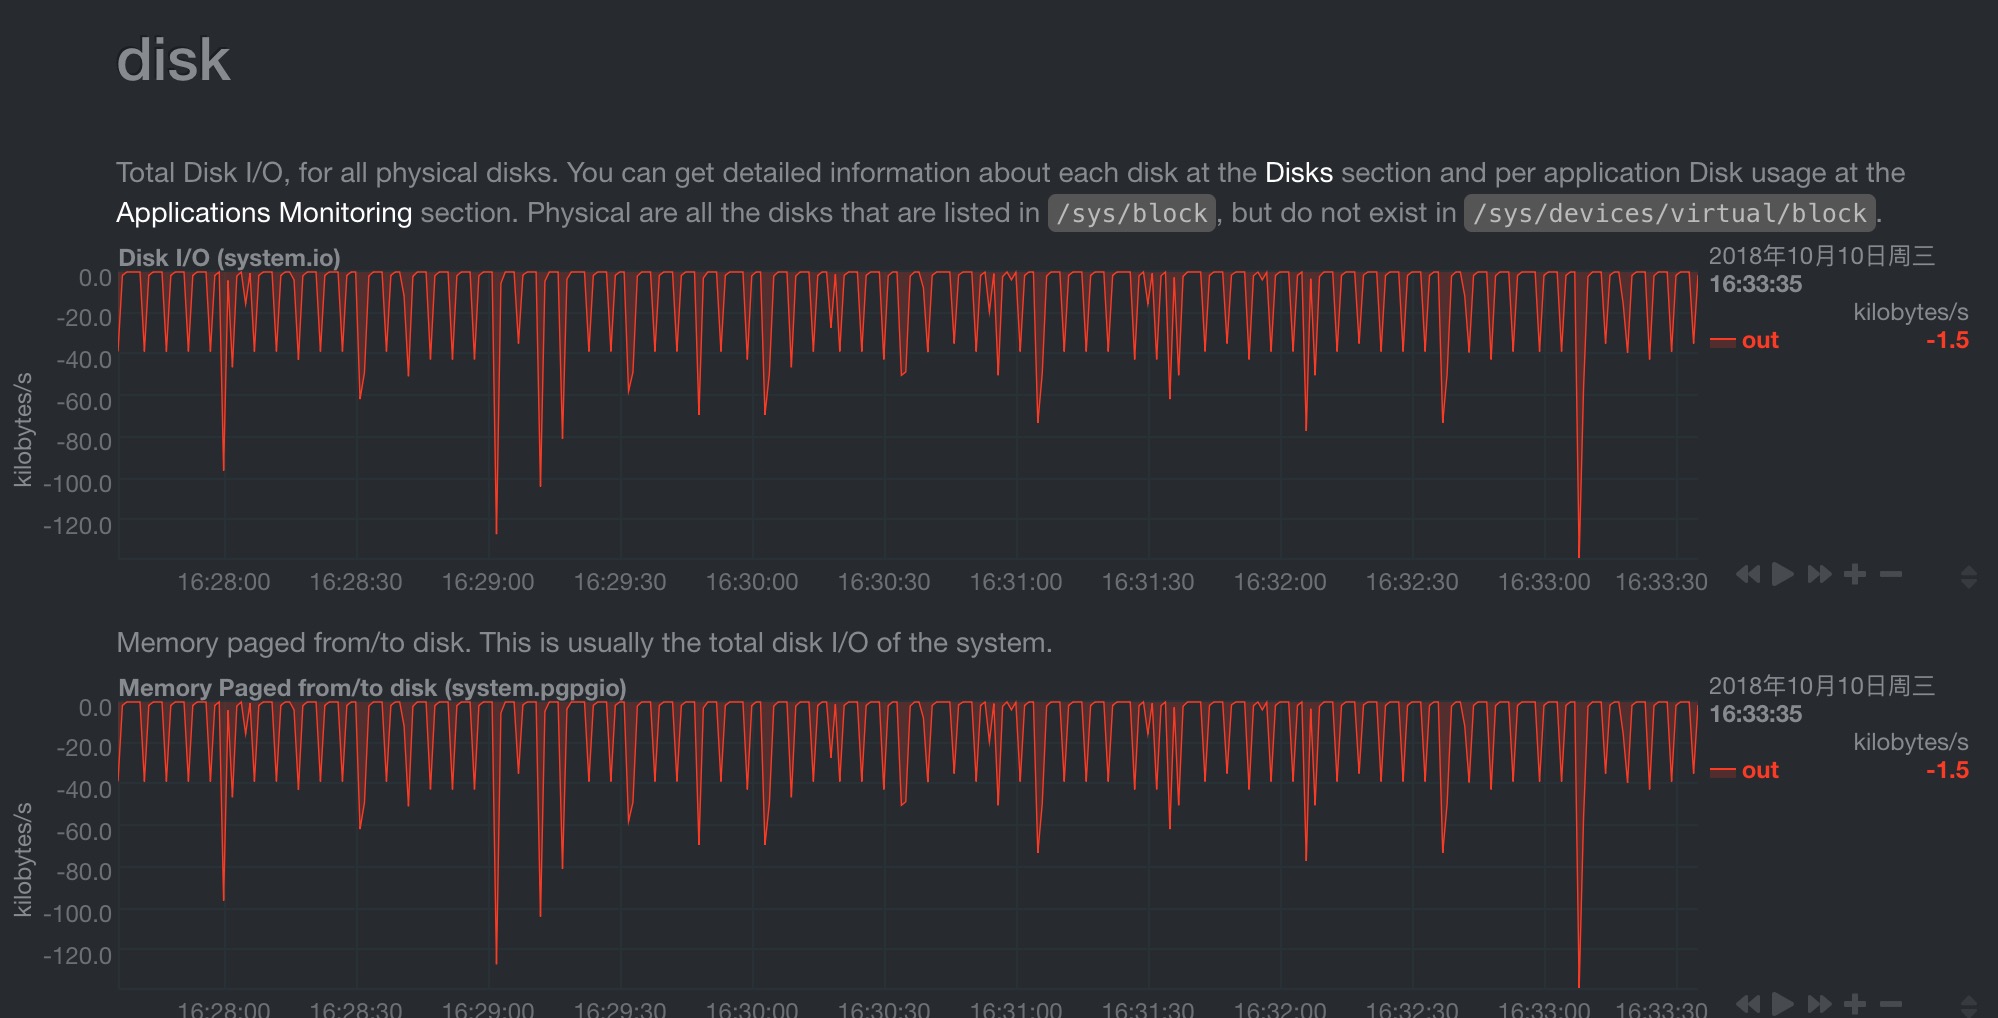 disk
Total Disk I/O, for all physical disks. You can get detailed information about each disk at the Disks section and per application Disk usage at the
Applications Monitoring section. Physical are all the disks that are listed in /sys/block, but do not exist in /sys/devices/virtual/block.
Disk I/O (system.io)
2018年10月10日周三
16:33:35
kilobytes/s
out -1.5
0.0
-20.0
-40.0
-60.0
-80.0
-100.0
-120.0
kilobytes/s
16:28:00 16:28:30 16:29:00 16:29:30 16:30:00 16:30:30 16:31:00 16:31:30 16:32:00 16:32:30 16:33:00 16:33:30
Memory paged from/to disk. This is usually the total disk I/O of the system.
Memory Paged from/to disk (system.pgpgio)
2018年10月10日周三
16:33:35
kilobytes/s
out -1.5
0.0
-20.0
-40.0
-60.0
-80.0
-100.0
-120.0
kilobytes/s
16:28:00 16:28:30 16:29:00 16:29:30 16:30:00 16:30:30 16:31:00 16:31:30 16:32:00 16:32:30 16:33:00 16:33:30